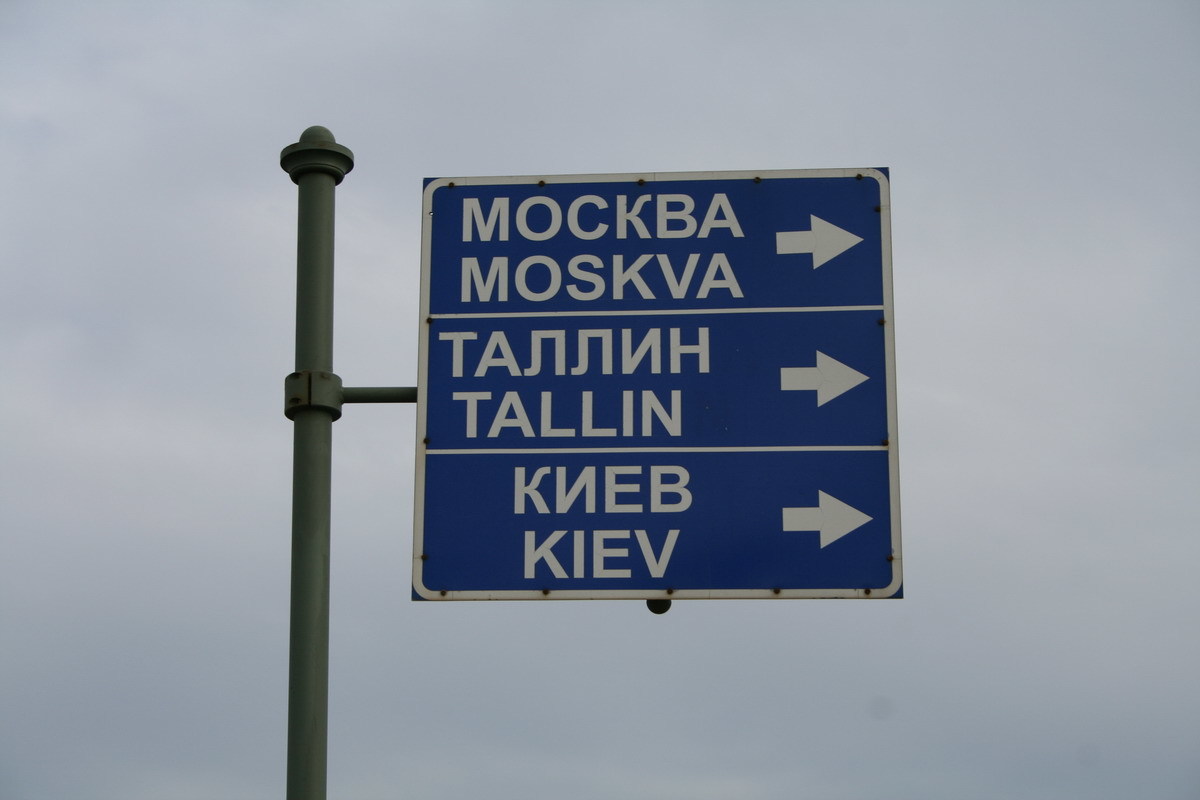 МОСКВА
MOSKVA
ТАЛЛИН
TALLIN
КИЕВ
KIEV